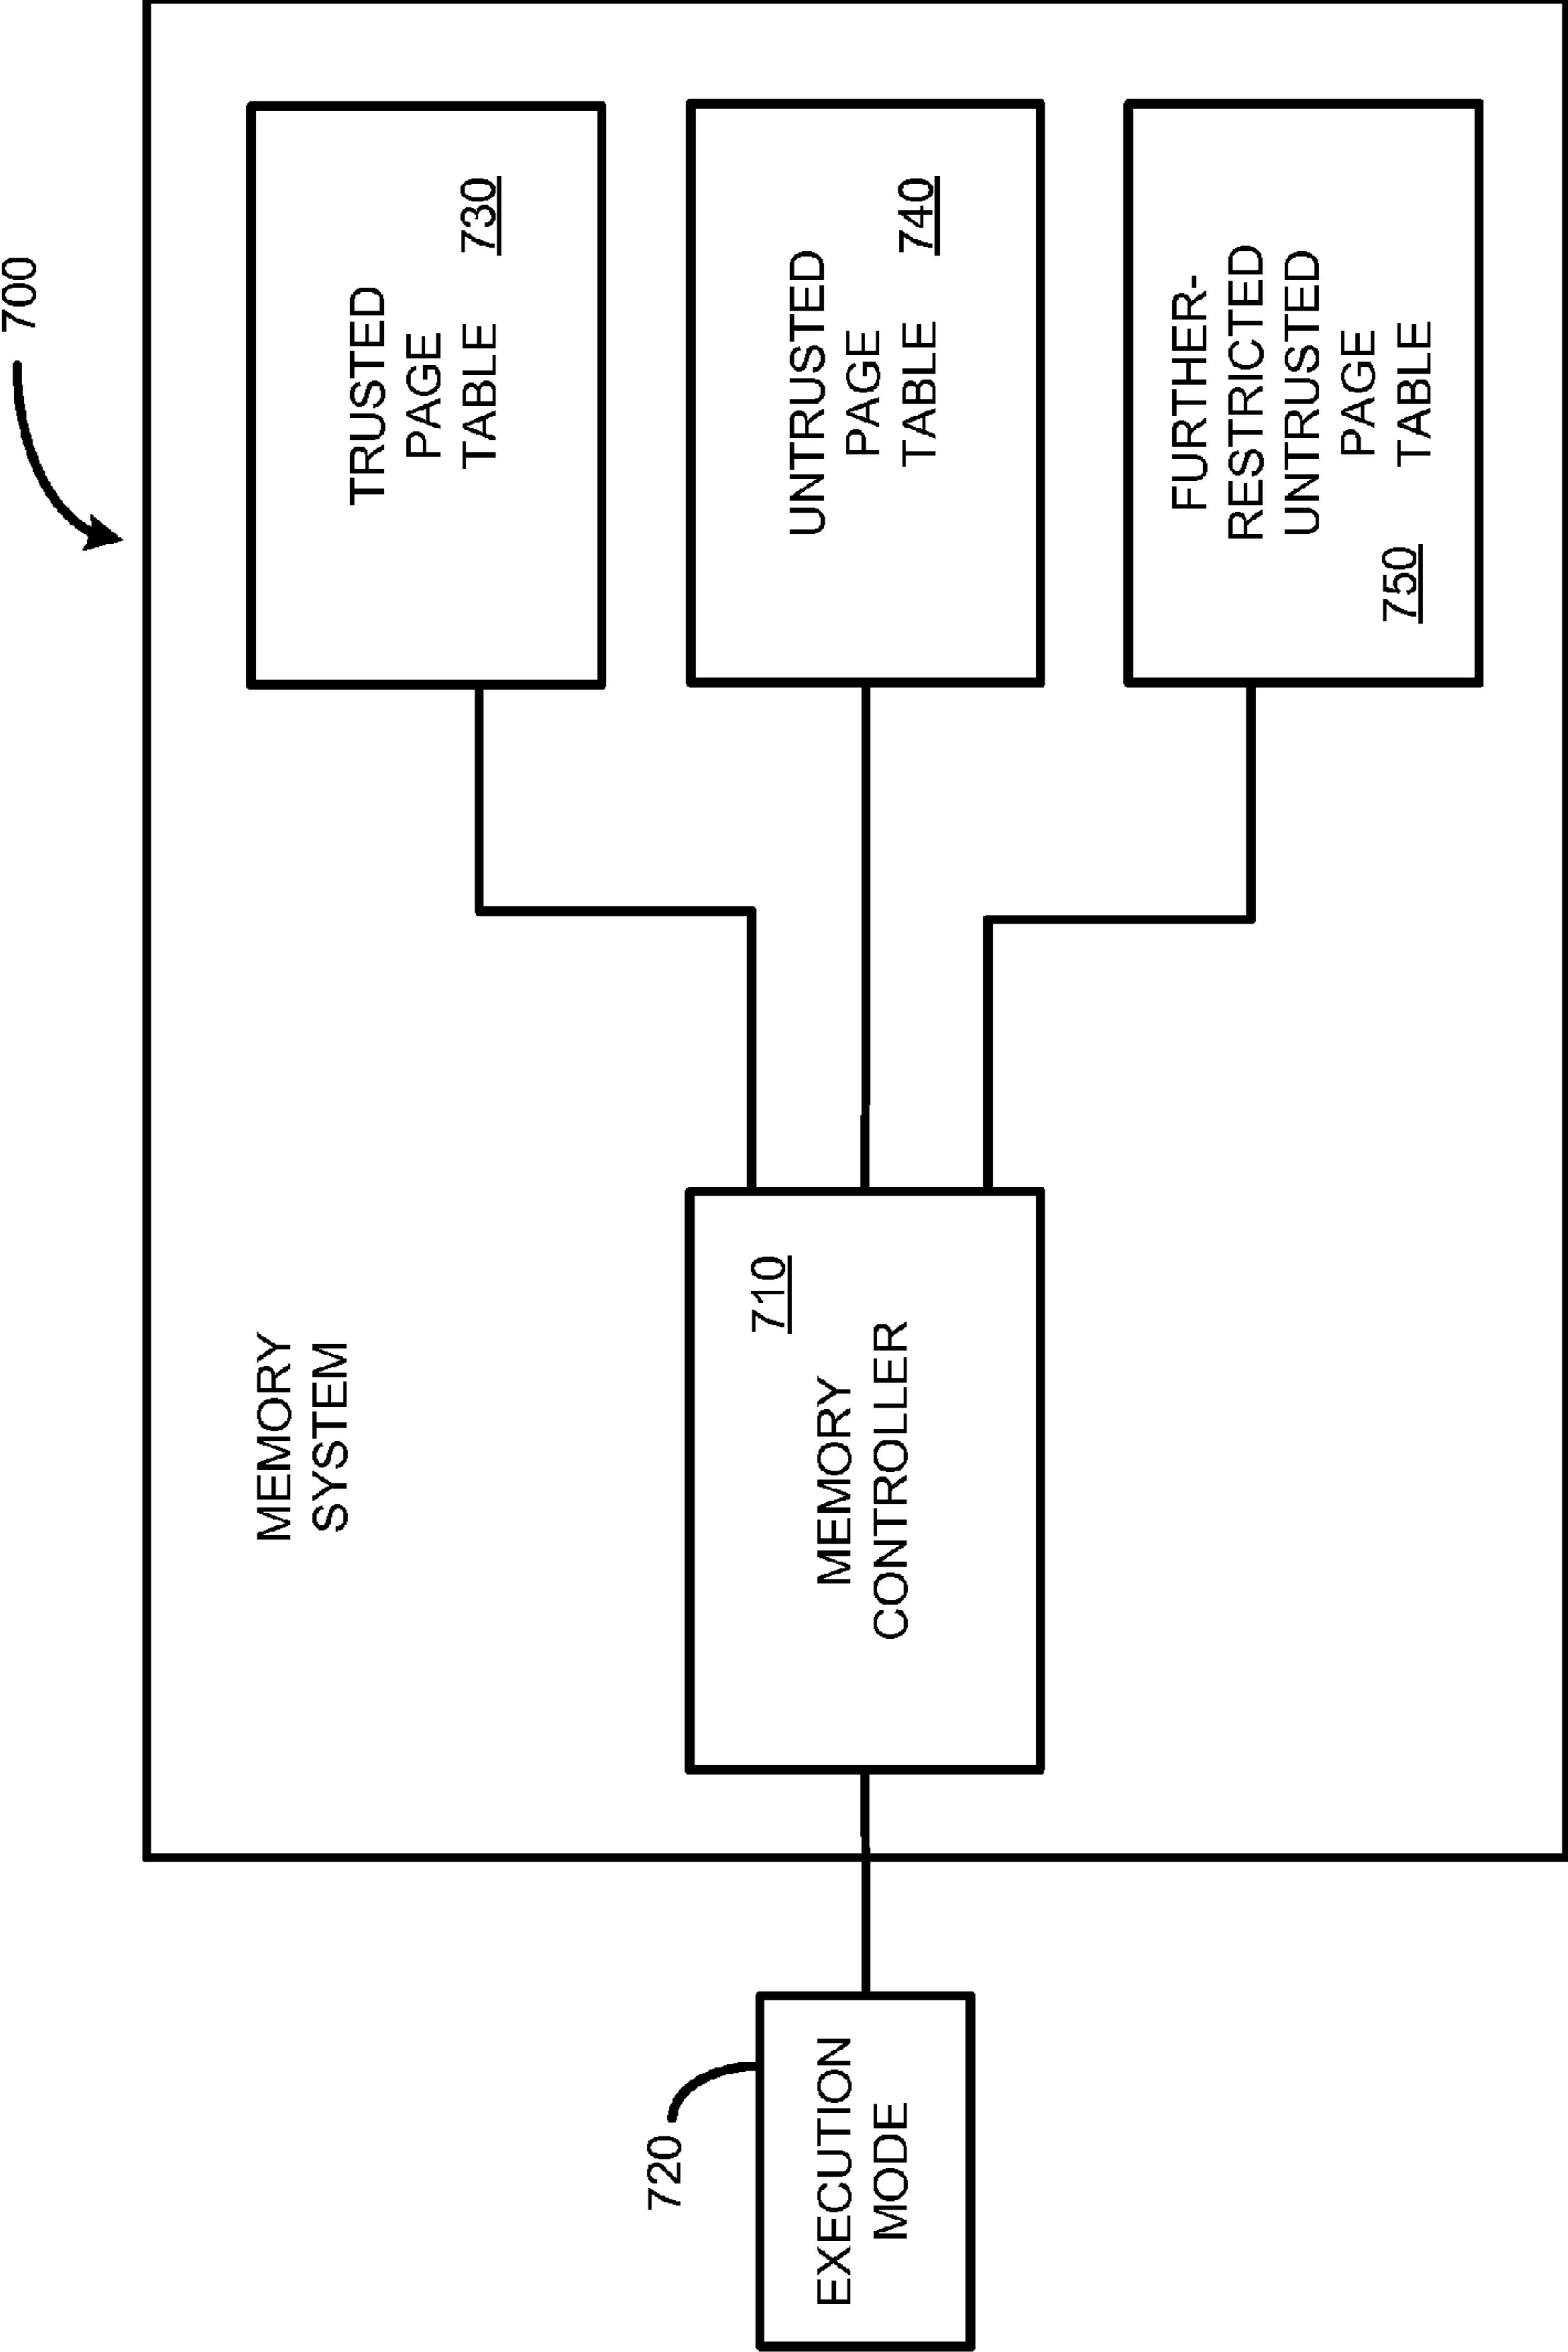 700
MEMORY
SYSTEM
EXECUTION
MODE
720
MEMORY
CONTROLLER
710
TRUSTED
PAGE
TABLE 730
UNTRUSTED
PAGE
TABLE 740
FURTHER-
RESTRICTED
UNTRUSTED
PAGE
750 TABLE